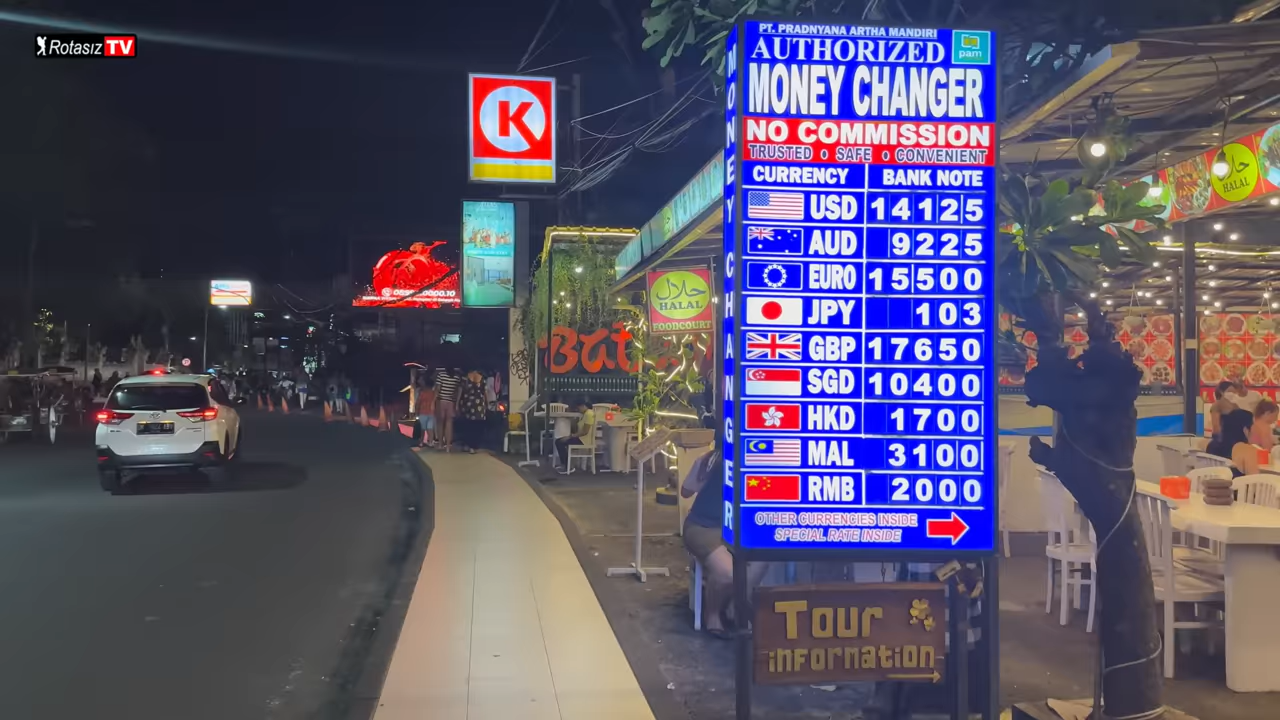 Rotasız TV
K
PT. PRADNYANA ARTHA MANDIRI
AUTHORIZED
pam
MONEY CHANGER
NO COMMISSION
TRUSTED • SAFE • CONVENIENT
CURRENCY BANK NOTE
USD 14125
AUD 9225
EURO 15500
JPY 103
GBP 17650
SGD 10400
HKD 1700
MAL 3100
RMB 2000
OTHER CURRENCIES INSIDE
SPECIAL RATE INSIDE
MONEY CHANGER
Tour
information
حلال
HALAL
FOODCOURT
حلال
HALAL